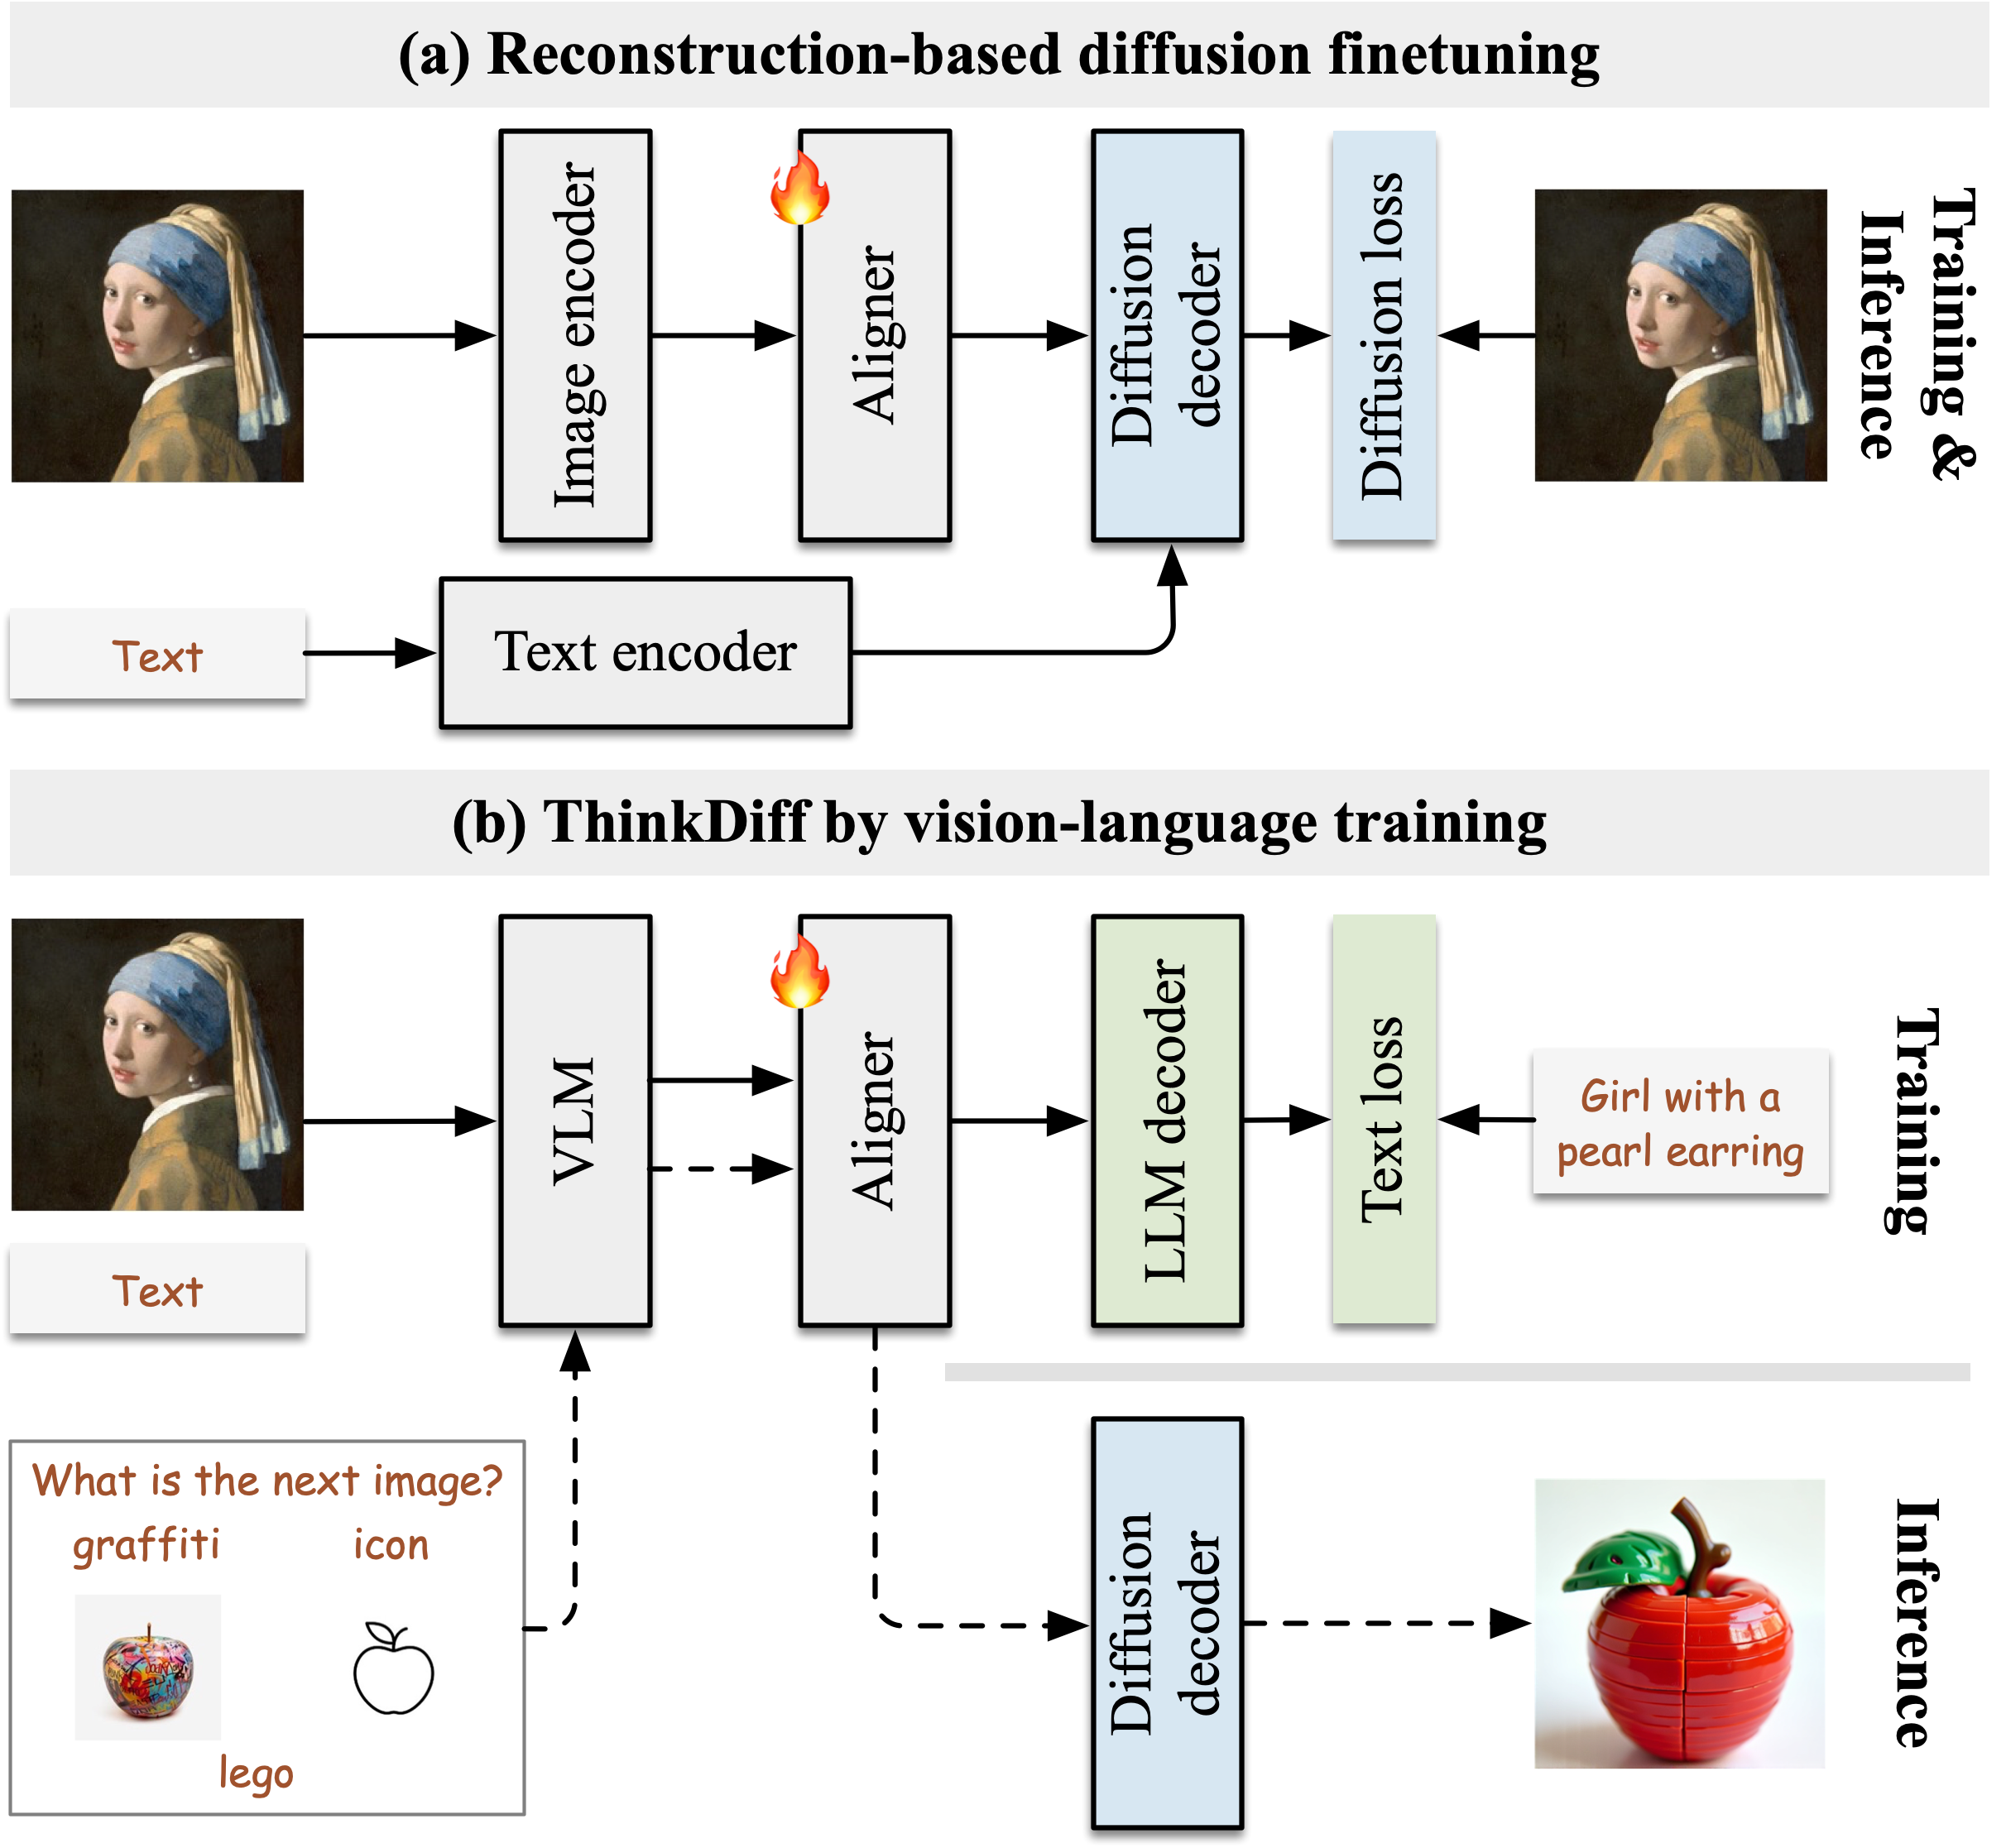 (a) Reconstruction-based diffusion finetuning
Image encoder
Aligner
Diffusion
decoder
Diffusion loss
Training &
Inference
Text
Text encoder
(b) ThinkDiff by vision-language training
VLM
Aligner
LLM decoder
Text loss
Girl with a
pearl earring
Training
Text
What is the next image?
graffiti
icon
lego
Diffusion
decoder
Inference